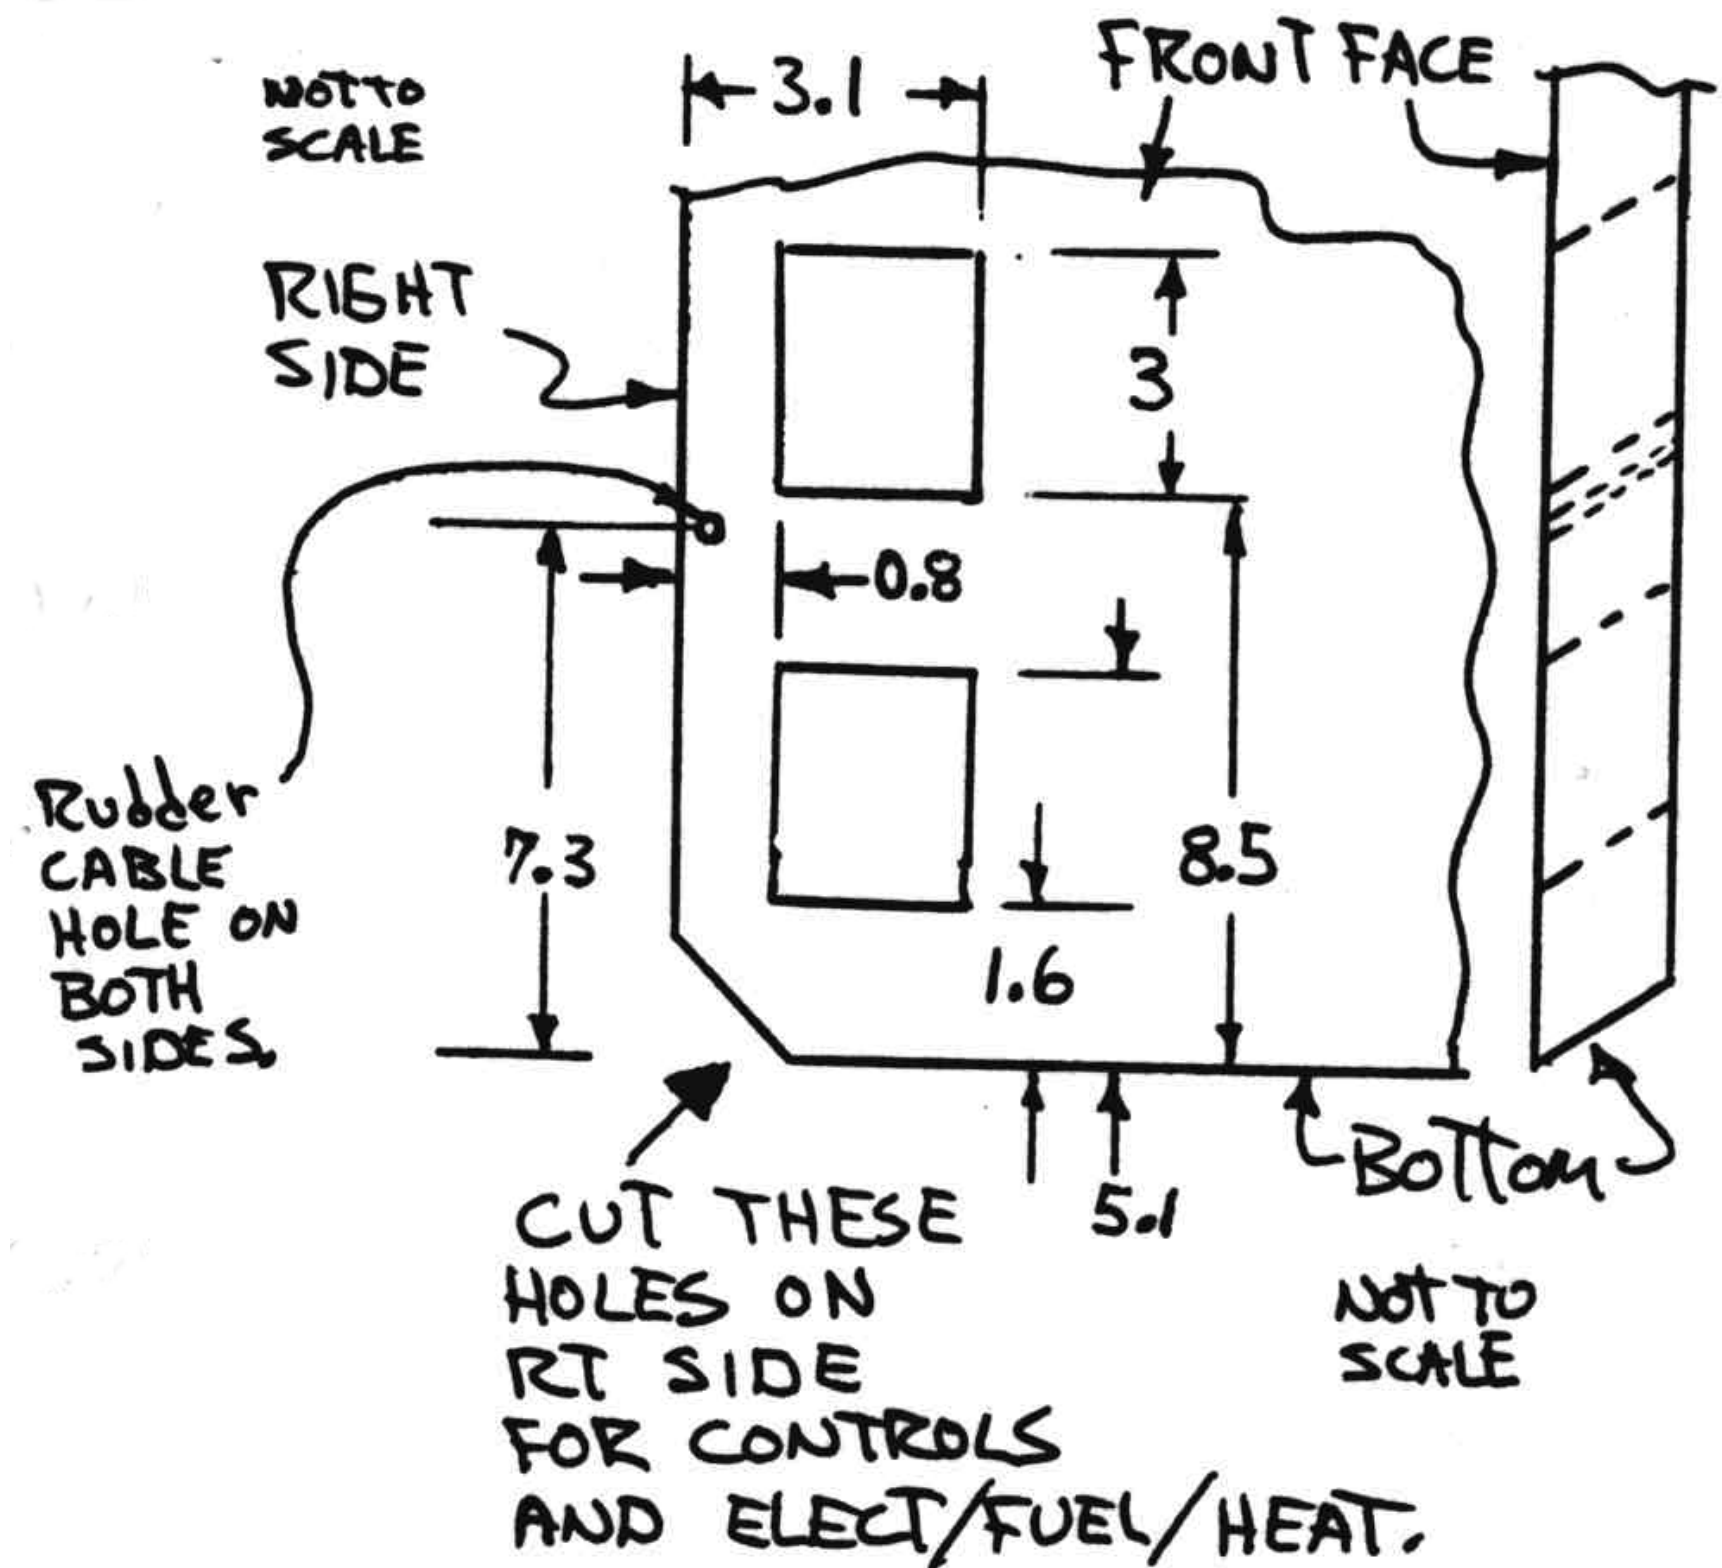 NOT TO
SCALE
3.1
FRONT FACE
RIGHT
SIDE
3
0.8
Rudder
CABLE
HOLE ON
BOTH
SIDES.
7.3
8.5
1.6
Bottom
5.1
CUT THESE
HOLES ON
RT SIDE
FOR CONTROLS
AND ELECT/FUEL/HEAT.
NOT TO
SCALE